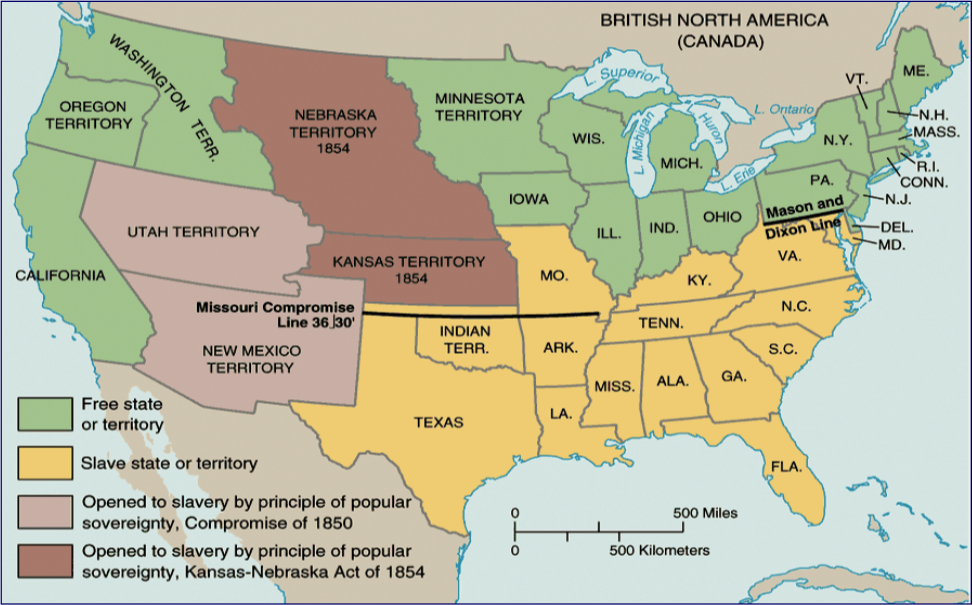 BRITISH NORTH AMERICA
(CANADA)
WASHINGTON TERR.
OREGON
TERRITORY
NEBRASKA
TERRITORY
1854
MINNESOTA
TERRITORY
L. Superior
L. Michigan
L. Huron
L. Ontario
L. Erie
VT.
ME.
N.H.
MASS.
N.Y.
R.I.
CONN.
WIS.
MICH.
PA.
N.J.
IOWA
Mason and
Dixon Line
DEL.
MD.
UTAH TERRITORY
ILL.
IND.
OHIO
KANSAS TERRITORY
1854
MO.
KY.
VA.
CALIFORNIA
Missouri Compromise
Line 36 30'
INDIAN
TERR.
ARK.
TENN.
N.C.
S.C.
NEW MEXICO
TERRITORY
MISS.
ALA.
GA.
TEXAS
LA.
FLA.
Free state
or territory
Slave state or territory
Opened to slavery by principle of popular
sovereignty, Compromise of 1850
Opened to slavery by principle of popular
sovereignty, Kansas-Nebraska Act of 1854
0
500 Miles
0
500 Kilometers